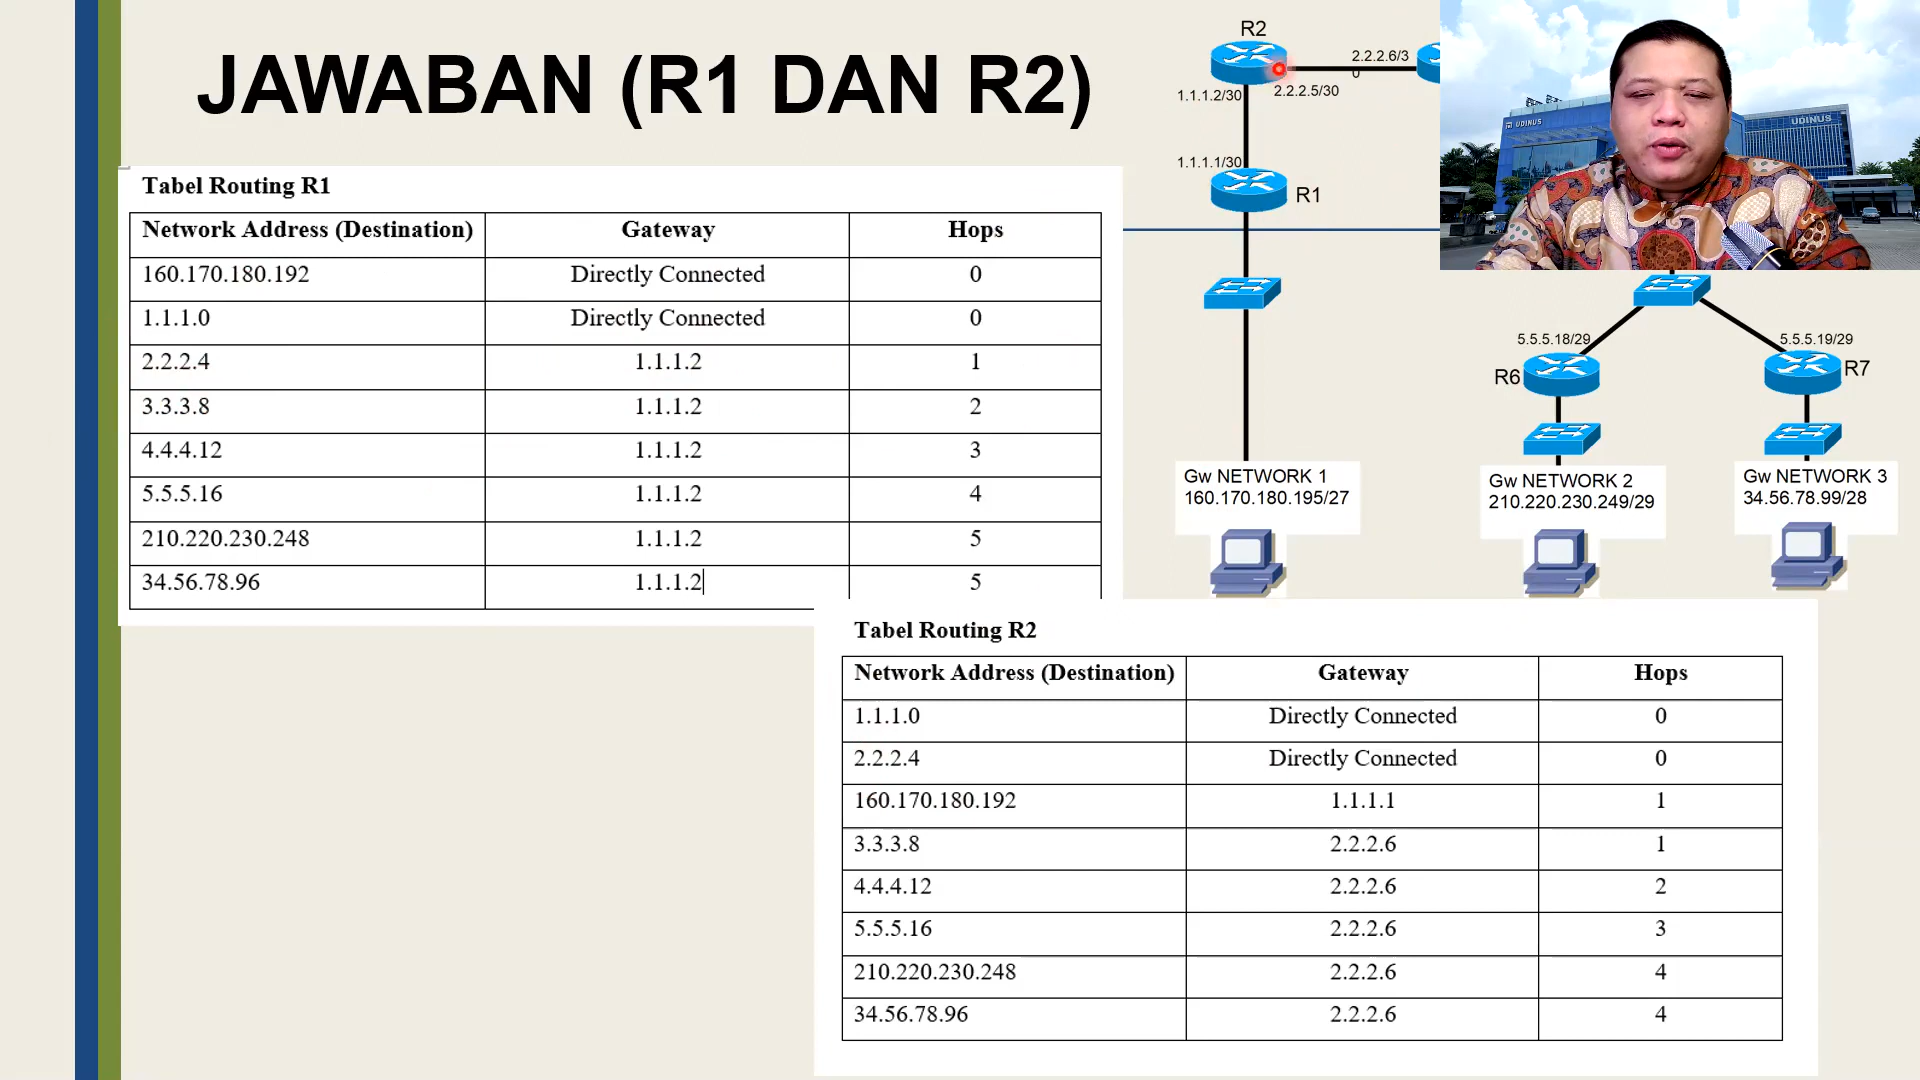 JAWABAN (R1 DAN R2)
Tabel Routing R1
Network Address (Destination) Gateway Hops
160.170.180.192 Directly Connected 0
1.1.1.0 Directly Connected 0
2.2.2.4 1.1.1.2 1
3.3.3.8 1.1.1.2 2
4.4.4.12 1.1.1.2 3
5.5.5.16 1.1.1.2 4
210.220.230.248 1.1.1.2 5
34.56.78.96 1.1.1.2 5
R2
2.2.2.6/3
0
2.2.2.5/30
1.1.1.2/30
1.1.1.1/30
R1
UDINUS
UDINUS
5.5.5.18/29
5.5.5.19/29
R6
R7
Gw NETWORK 1
160.170.180.195/27
Gw NETWORK 2
210.220.230.249/29
Gw NETWORK 3
34.56.78.99/28
Tabel Routing R2
Network Address (Destination) Gateway Hops
1.1.1.0 Directly Connected 0
2.2.2.4 Directly Connected 0
160.170.180.192 1.1.1.1 1
3.3.3.8 2.2.2.6 1
4.4.4.12 2.2.2.6 2
5.5.5.16 2.2.2.6 3
210.220.230.248 2.2.2.6 4
34.56.78.96 2.2.2.6 4